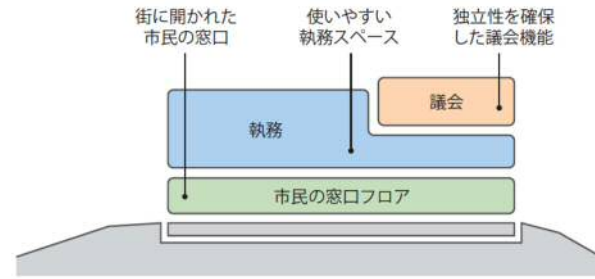 街に開かれた
市民の窓口
使いやすい
執務スペース
独立性を確保
した議会機能
議会
執務
市民の窓口フロア